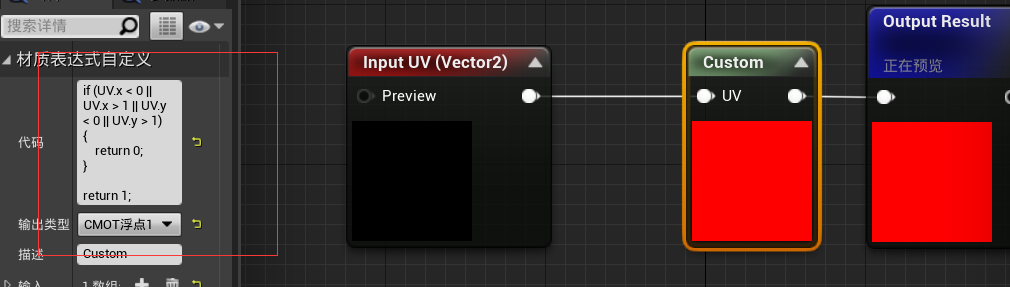 搜索详情
材质表达式自定义
代码
if (UV.x < 0 ||
UV.x > 1 || UV.y
< 0 || UV.y > 1)
{
return 0;
}
return 1;
输出类型
CMOT浮点1
描述
Custom
输入
1 数组:
Input UV (Vector2)
Preview
Custom
UV
Output Result
正在预览